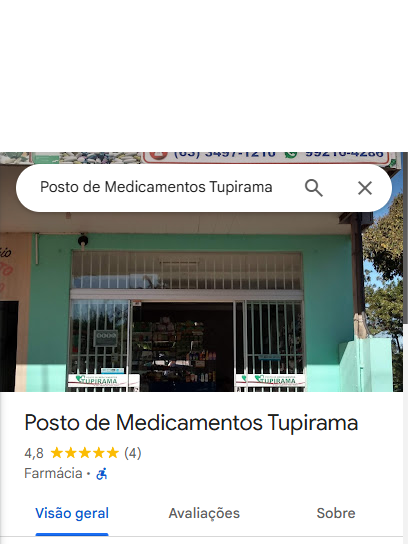 (63) 3497-1210 99210-4286
Posto de Medicamentos Tupirama
TUPIRAMA
TUPIRAMA
Posto de Medicamentos Tupirama
4,8 (4)
Farmácia ·
Visão geral Avaliações Sobre